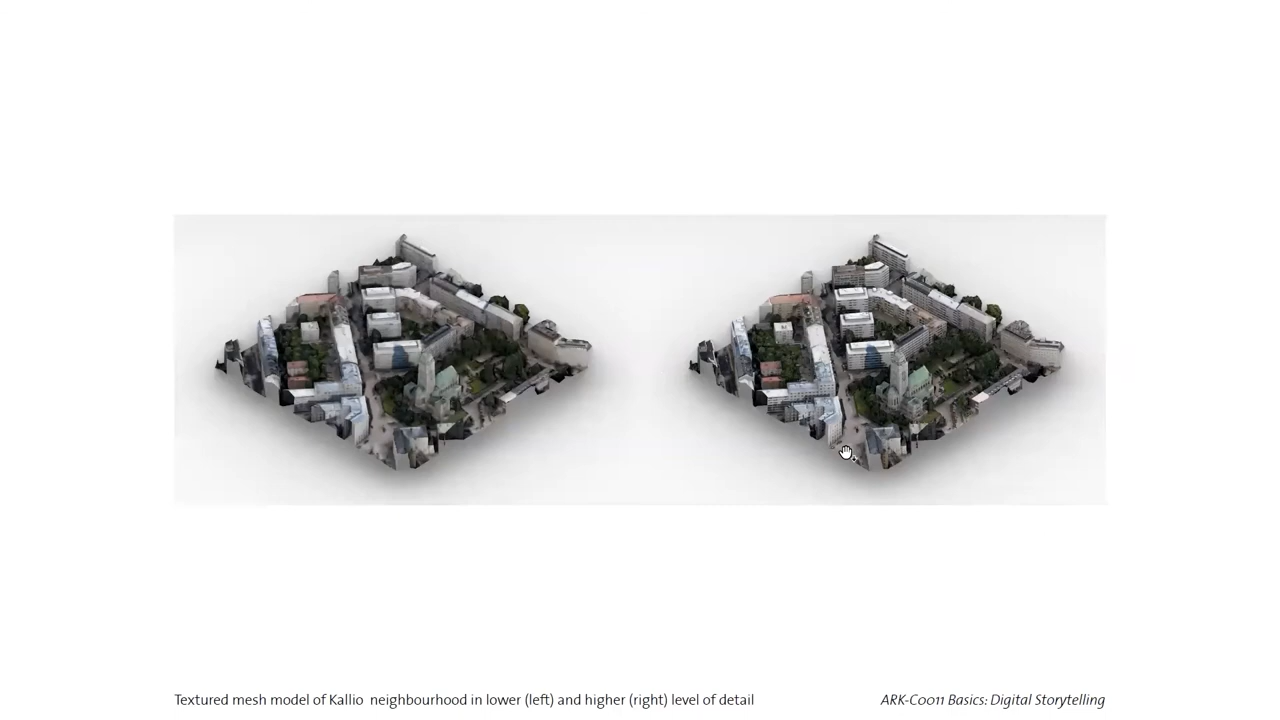 Textured mesh model of Kallio  neighbourhood in lower (left) and higher (right) level of detail
ARK-C0011 Basics: Digital Storytelling